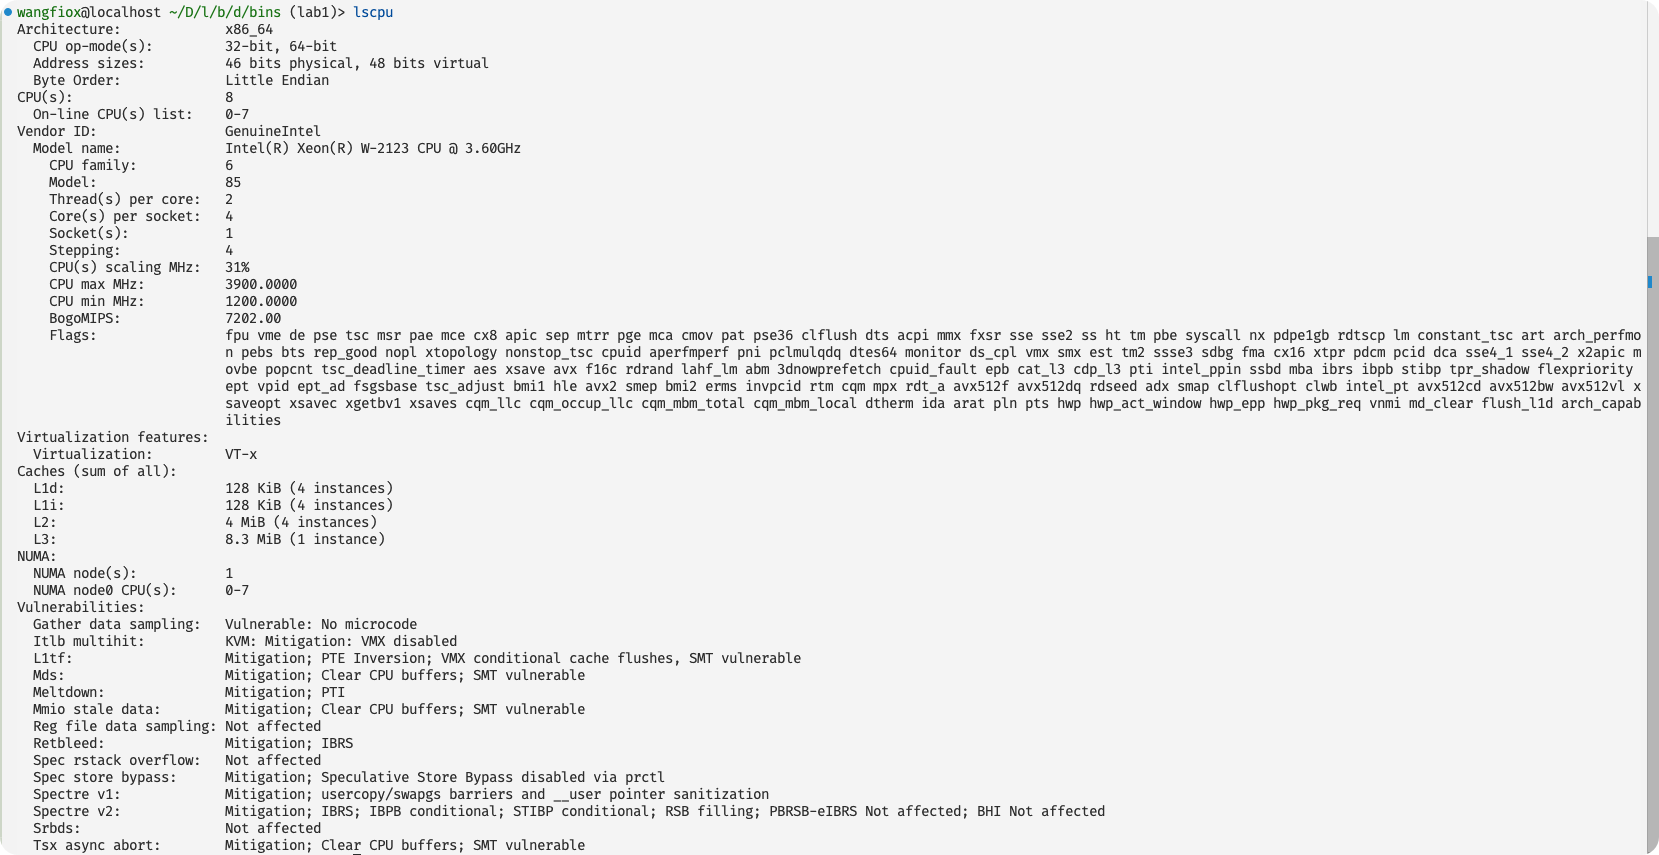 wangfiox@localhost ~/D/l/b/d/bins (lab1)> lscpu
Architecture:             x86_64
  CPU op-mode(s):         32-bit, 64-bit
  Address sizes:          46 bits physical, 48 bits virtual
  Byte Order:             Little Endian
CPU(s):                   8
  On-line CPU(s) list:    0-7
Vendor ID:                GenuineIntel
  Model name:             Intel(R) Xeon(R) W-2123 CPU @ 3.60GHz
    CPU family:           6
    Model:                85
    Thread(s) per core:   2
    Core(s) per socket:   4
    Socket(s):            1
    Stepping:             4
    CPU(s) scaling MHz:   31%
    CPU max MHz:          3900.0000
    CPU min MHz:          1200.0000
    BogoMIPS:             7202.00
    Flags:                fpu vme de pse tsc msr pae mce cx8 apic sep mtrr pge mca cmov pat pse36 clflush dts acpi mmx fxsr sse sse2 ss ht tm pbe syscall nx pdpe1gb rdtscp lm constant_tsc art arch_perfmo
                          n pebs bts rep_good nopl xtopology nonstop_tsc cpuid aperfmperf pni pclmulqdq dtes64 monitor ds_cpl vmx smx est tm2 ssse3 sdbg fma cx16 xtpr pdcm pcid dca sse4_1 sse4_2 x2apic m
                          ovbe popcnt tsc_deadline_timer aes xsave avx f16c rdrand lahf_lm abm 3dnowprefetch cpuid_fault epb cat_l3 cdp_l3 pti intel_ppin ssbd mba ibrs ibpb stibp tpr_shadow flexpriority
                          ept vpid ept_ad fsgsbase tsc_adjust bmi1 hle avx2 smep bmi2 erms invpcid rtm cqm mpx rdt_a avx512f avx512dq rdseed adx smap clflushopt clwb intel_pt avx512cd avx512bw avx512vl x
                          saveopt xsavec xgetbv1 xsaves cqm_llc cqm_occup_llc cqm_mbm_total cqm_mbm_local dtherm ida arat pln pts hwp hwp_act_window hwp_epp hwp_pkg_req vnmi md_clear flush_l1d arch_capab
                          ilities
Virtualization features:
  Virtualization:         VT-x
Caches (sum of all):
  L1d:                    128 KiB (4 instances)
  L1i:                    128 KiB (4 instances)
  L2:                     4 MiB (4 instances)
  L3:                     8.3 MiB (1 instance)
NUMA:
  NUMA node(s):           1
  NUMA node0 CPU(s):      0-7
Vulnerabilities:
  Gather data sampling:   Vulnerable: No microcode
  Itlb multihit:          KVM: Mitigation: VMX disabled
  L1tf:                   Mitigation; PTE Inversion; VMX conditional cache flushes, SMT vulnerable
  Mds:                    Mitigation; Clear CPU buffers; SMT vulnerable
  Meltdown:               Mitigation; PTI
  Mmio stale data:        Mitigation; Clear CPU buffers; SMT vulnerable
  Reg file data sampling: Not affected
  Retbleed:               Mitigation; IBRS
  Spec rstack overflow:   Not affected
  Spec store bypass:      Mitigation; Speculative Store Bypass disabled via prctl
  Spectre v1:             Mitigation; usercopy/swapgs barriers and __user pointer sanitization
  Spectre v2:             Mitigation; IBRS; IBPB conditional; STIBP conditional; RSB filling; PBRSB-eIBRS Not affected; BHI Not affected
  Srbds:                  Not affected
  Tsx async abort:        Mitigation; Clear CPU buffers; SMT vulnerable